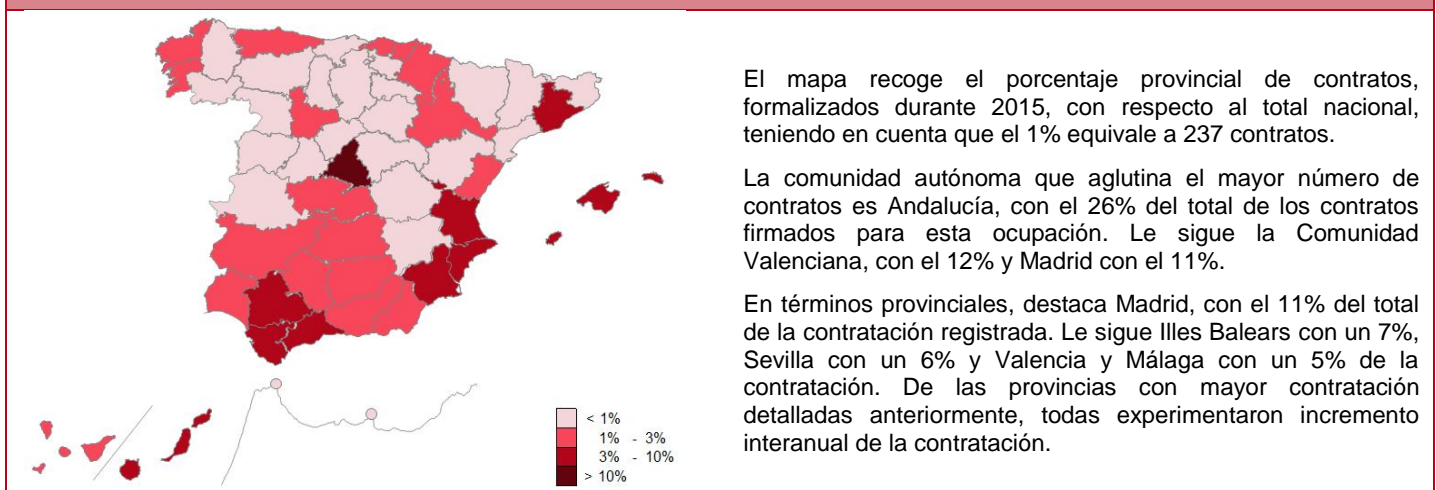 El mapa recoge el porcentaje provincial de contratos,
formalizados durante 2015, con respecto al total nacional,
teniendo en cuenta que el 1% equivale a 237 contratos.
La comunidad autónoma que aglutina el mayor número de
contratos es Andalucía, con el 26% del total de los contratos
firmados para esta ocupación. Le sigue la Comunidad
Valenciana, con el 12% y Madrid con el 11%.
En términos provinciales, destaca Madrid, con el 11% del total
de la contratación registrada. Le sigue Illes Balears con un 7%,
Sevilla con un 6% y Valencia y Málaga con un 5% de la
contratación. De las provincias con mayor contratación
detalladas anteriormente, todas experimentaron incremento
interanual de la contratación.
< 1%
1% - 3%
3% - 10%
> 10%